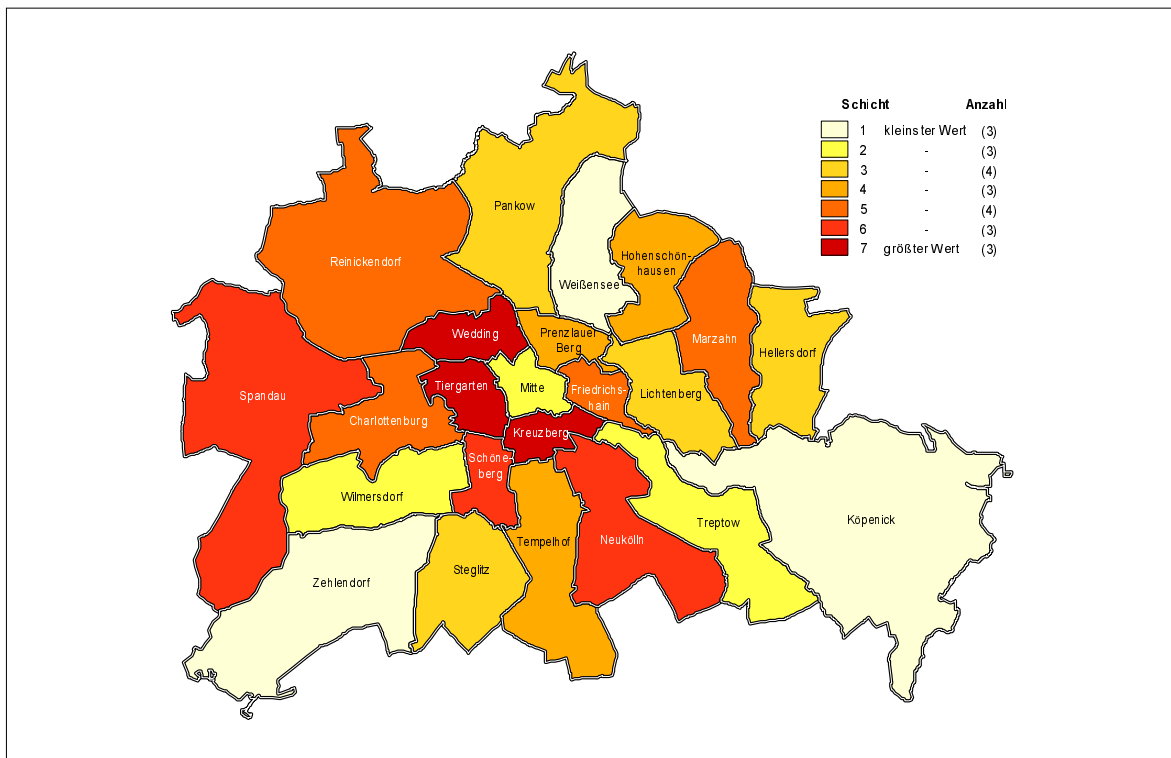 Schicht Anzahl
1 kleinster Wert (3)
2 - (3)
3 - (4)
4 - (3)
5 - (4)
6 - (3)
7 größter Wert (3)
Pankow
Reinickendorf
Hohenschön-
hausen
Weißensee
Wedding
Prenzlauer
Berg
Marzahn
Hellersdorf
Spandau
Tiergarten
Mitte
Friedrichs-
hain
Lichtenberg
Charlottenburg
Kreuzberg
Schöne-
berg
Wilmersdorf
Treptow
Köpenick
Tempelhof
Neukölln
Steglitz
Zehlendorf